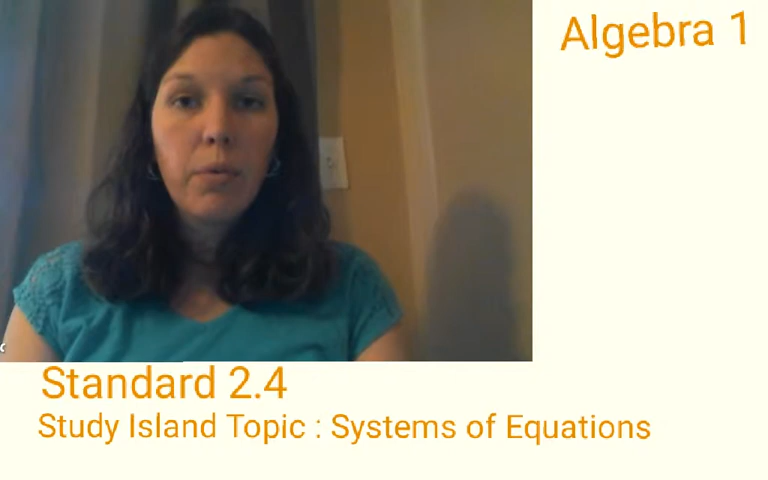 Algebra 1
Standard 2.4
Study Island Topic : Systems of Equations